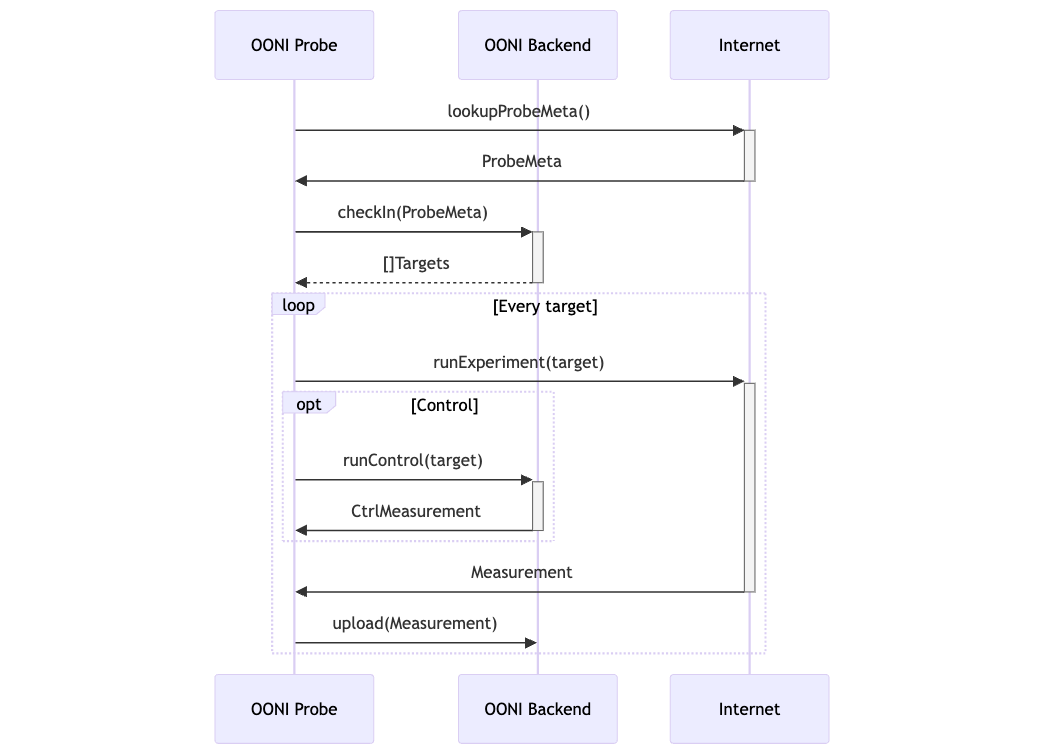 OONI Probe
OONI Backend
Internet
lookupProbeMeta()
ProbeMeta
checkIn(ProbeMeta)
[]Targets
loop
[Every target]
runExperiment(target)
opt
[Control]
runControl(target)
CtrlMeasurement
Measurement
upload(Measurement)
OONI Probe
OONI Backend
Internet